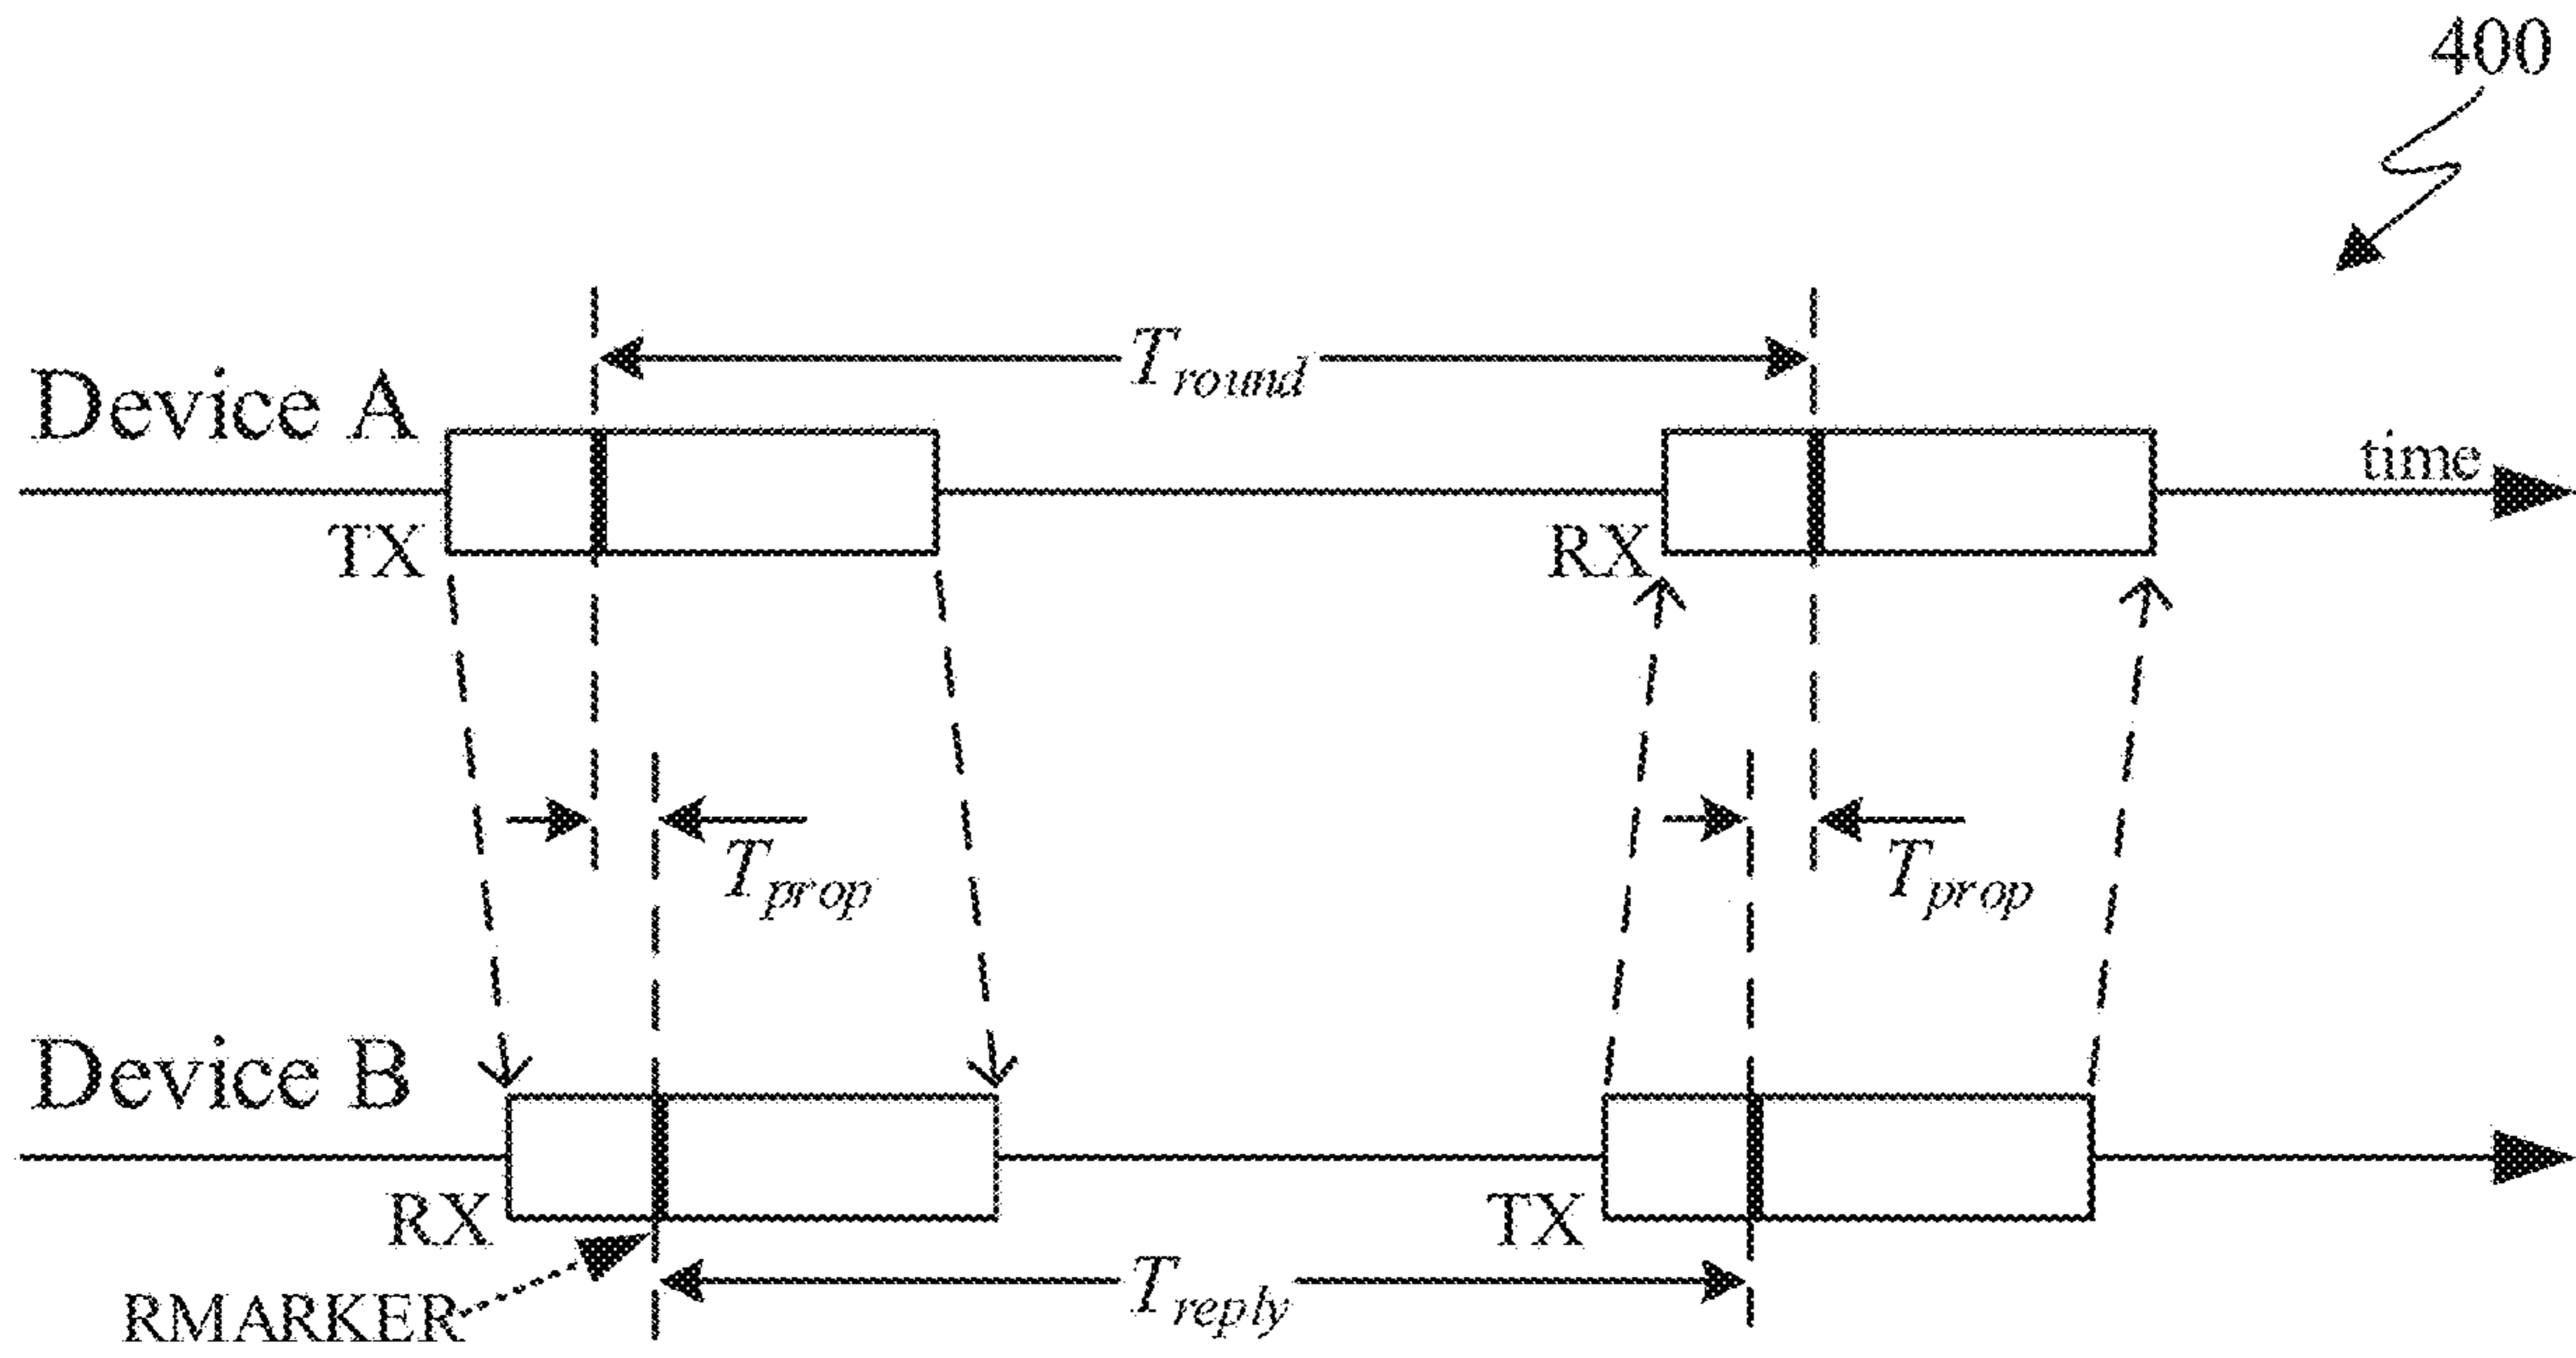 400
T_round
Device A
time
TX
RX
T_prop
T_prop
Device B
RX
TX
T_reply
RMARKER